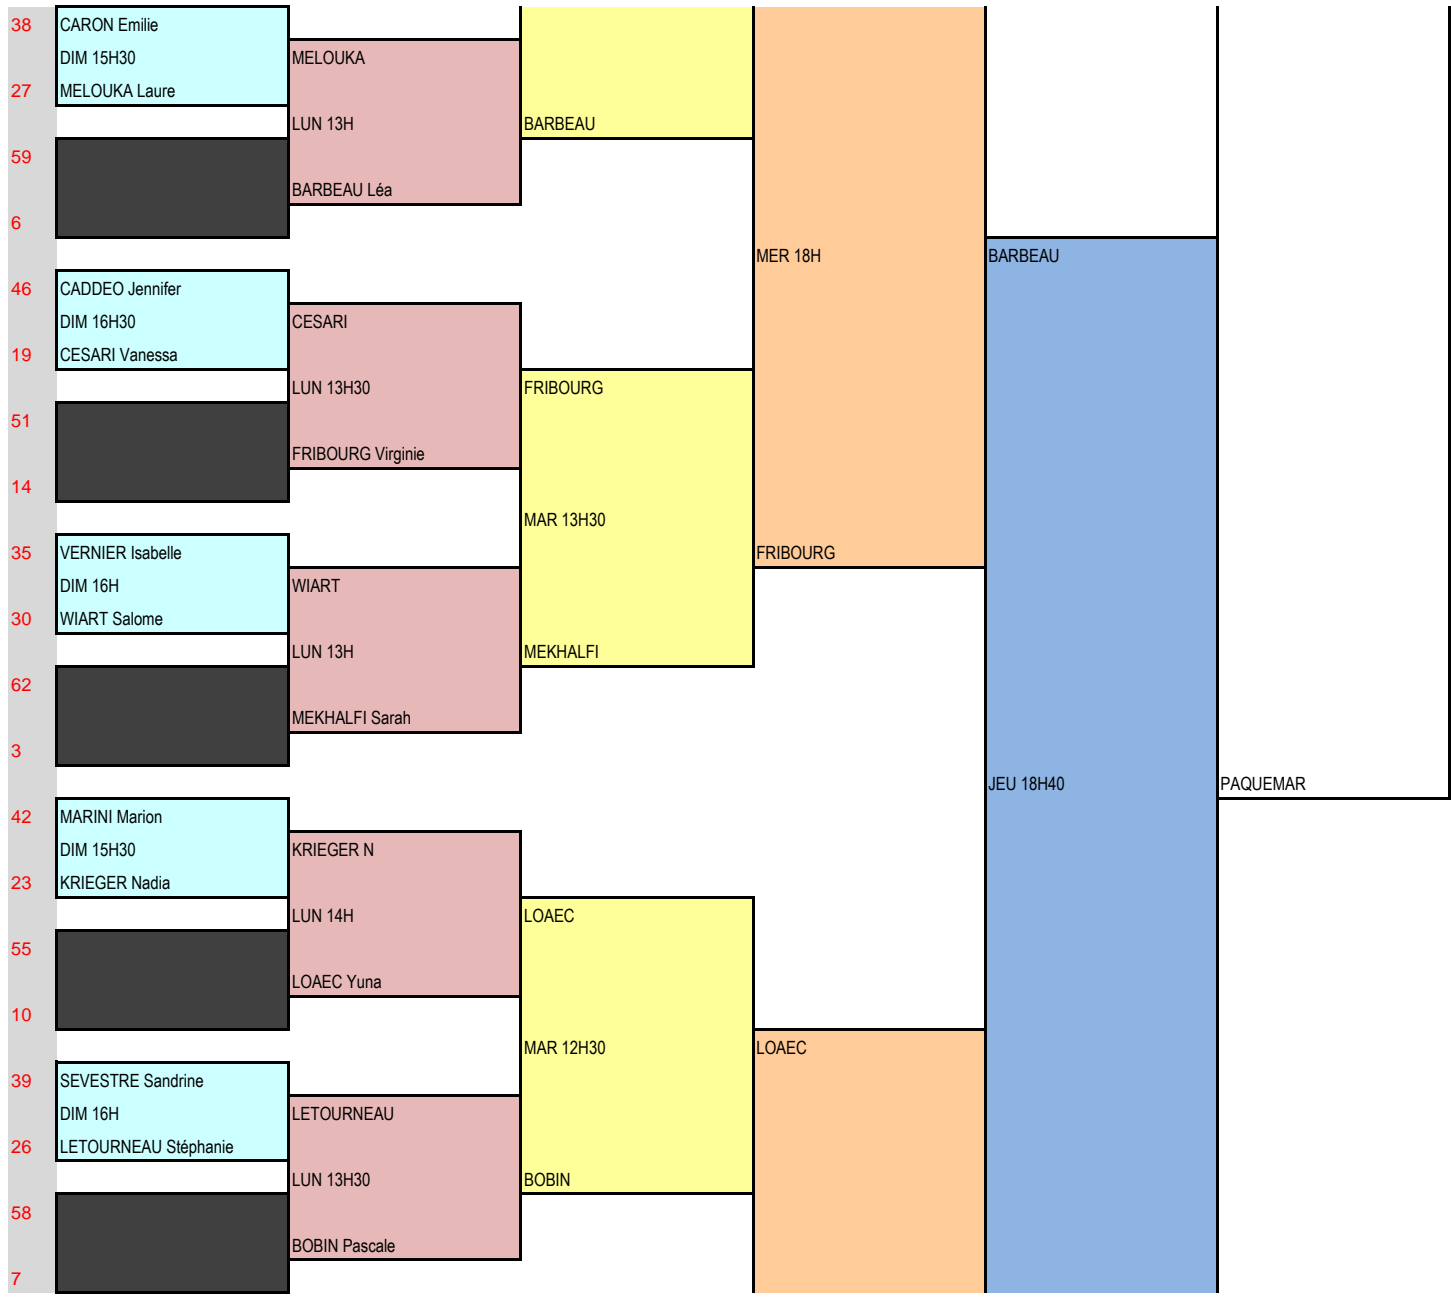 38 CARON Emilie
DIM 15H30 MELOUKA
27 MELOUKA Laure
LUN 13H BARBEAU
59
BARBEAU Léa
6
MER 18H BARBEAU
46 CADDEO Jennifer
DIM 16H30 CESARI
19 CESARI Vanessa
LUN 13H30 FRIBOURG
51
FRIBOURG Virginie
14
MAR 13H30
35 VERNIER Isabelle FRIBOURG
DIM 16H WIART
30 WIART Salome
LUN 13H MEKHALFI
62
MEKHALFI Sarah
3
JEU 18H40 PAQUEMAR
42 MARINI Marion
DIM 15H30 KRIEGER N
23 KRIEGER Nadia
LUN 14H LOAEC
55
LOAEC Yuna
10
MAR 12H30 LOAEC
39 SEVESTRE Sandrine
DIM 16H LETOURNEAU
26 LETOURNEAU Stéphanie
LUN 13H30 BOBIN
58
BOBIN Pascale
7